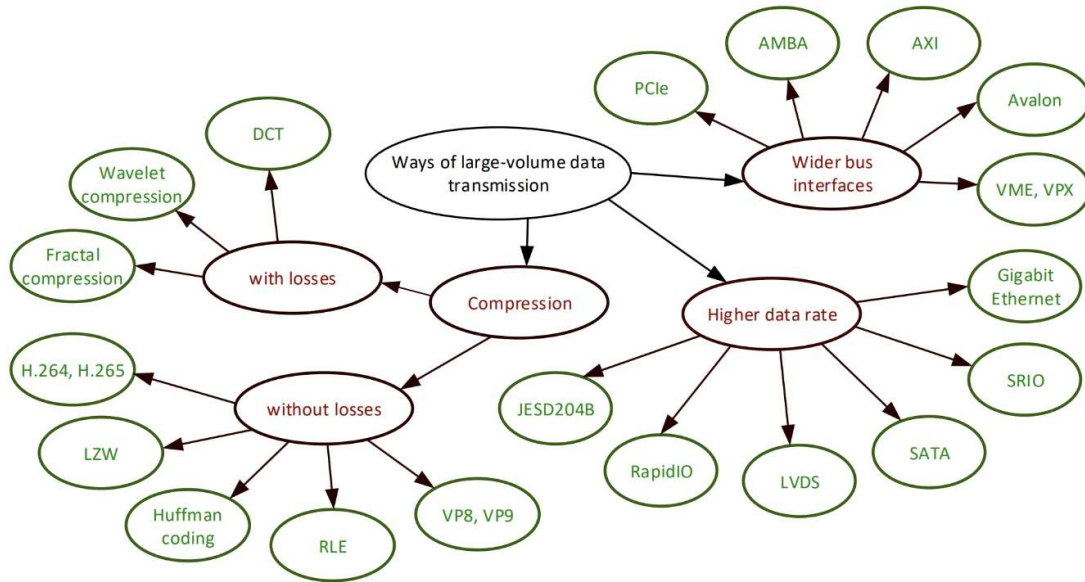 AMBA
AXI
PCIe
Avalon
DCT
Ways of large-volume data
transmission
Wider bus
interfaces
Wavelet
compression
VME, VPX
Fractal
compression
with losses
Gigabit
Ethernet
Compression
Higher data rate
H.264, H.265
SRIO
without losses
JESD204B
LZW
RapidIO
LVDS
SATA
Huffman
coding
RLE
VP8, VP9